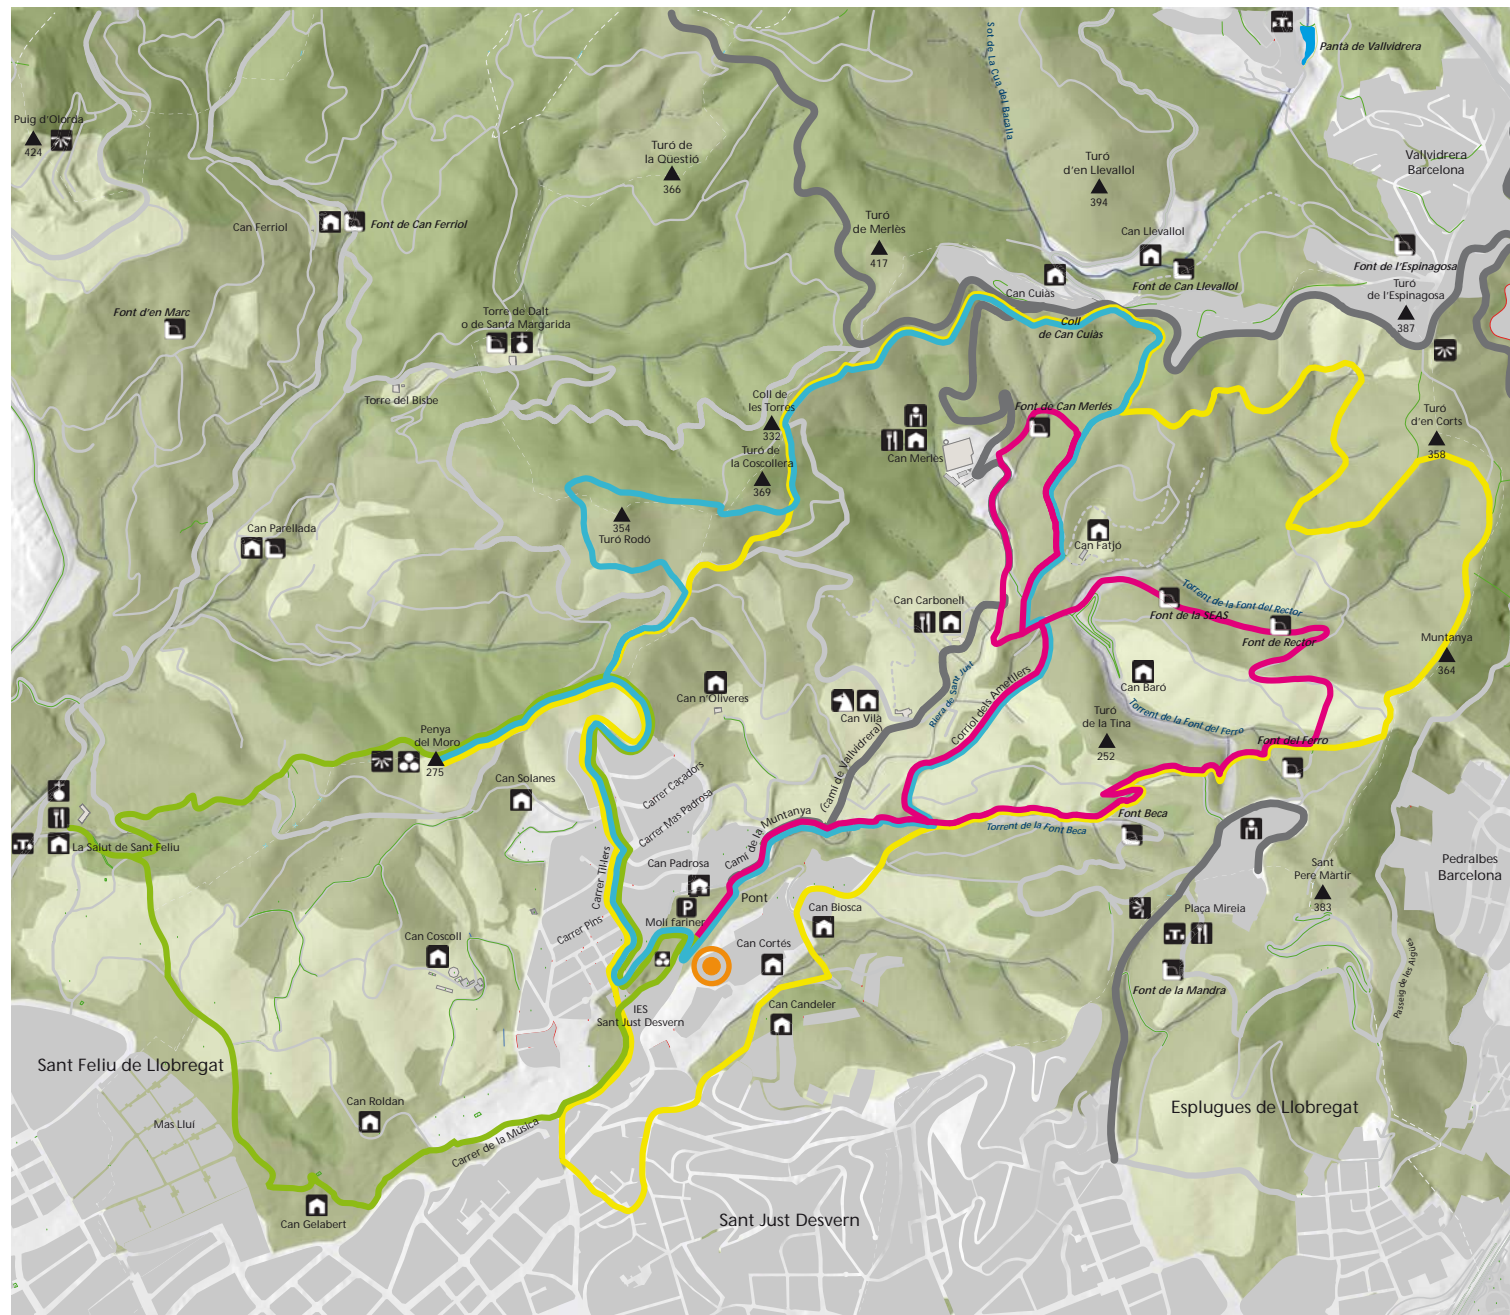 Sot de La Cua del Bacallà
Pantà de Vallvidrera
Puig d'Olorda
424
Turó de
la Qüestió
366
Turó
d'en Llevallol
394
Vallvidrera
Barcelona
Can Ferriol
Font de Can Ferriol
Turó
de Merlès
417
Can Llevallol
Font de l'Espinagosa
Font de Can Llevallol
Can Cuiàs
Turó
de l'Espinagosa
387
Font d'en Marc
Torre de Dalt
o de Santa Margarida
Coll
de Can Cuiàs
Torre del Bisbe
Coll de
les Torres
332
Font de Can Merlés
Turó
d'en Corts
358
Turó de
la Coscollera
369
Can Merlès
354
Turó Rodó
Can Parellada
Can Fatjó
Can Carbonell
Torrent de la Font del Rector
Font de la SEAS
Font de Rector
Muntanya
364
Riera de Sant Just
Corriol dels Ametllers
Can n'Oliveres
Can Vilà
Can Baró
Torrent de la Font del Ferro
Turó
de la Tina
252
Font del Ferro
Penya
del Moro
275
Can Solanes
Carrer Caçadors
Carrer Mas Padrosa
Camí de la Muntanya
(camí de Vallvidrera)
Font Beca
Torrent de la Font Beca
La Salut de Sant Feliu
Carrer Til·lers
Can Padrosa
P
Pont
Sant
Pere Màrtir
383
Pedralbes
Barcelona
Can Biosca
Plaça Mireia
Molí fariner
Carrer Pins
Can Coscoll
Can Cortés
Font de la Mandra
Passeig de les Aigües
Can Candeler
IES
Sant Just Desvern
Sant Feliu de Llobregat
Can Roldan
Mas Lluí
Carrer de la Música
Esplugues de Llobregat
Can Gelabert
Sant Just Desvern